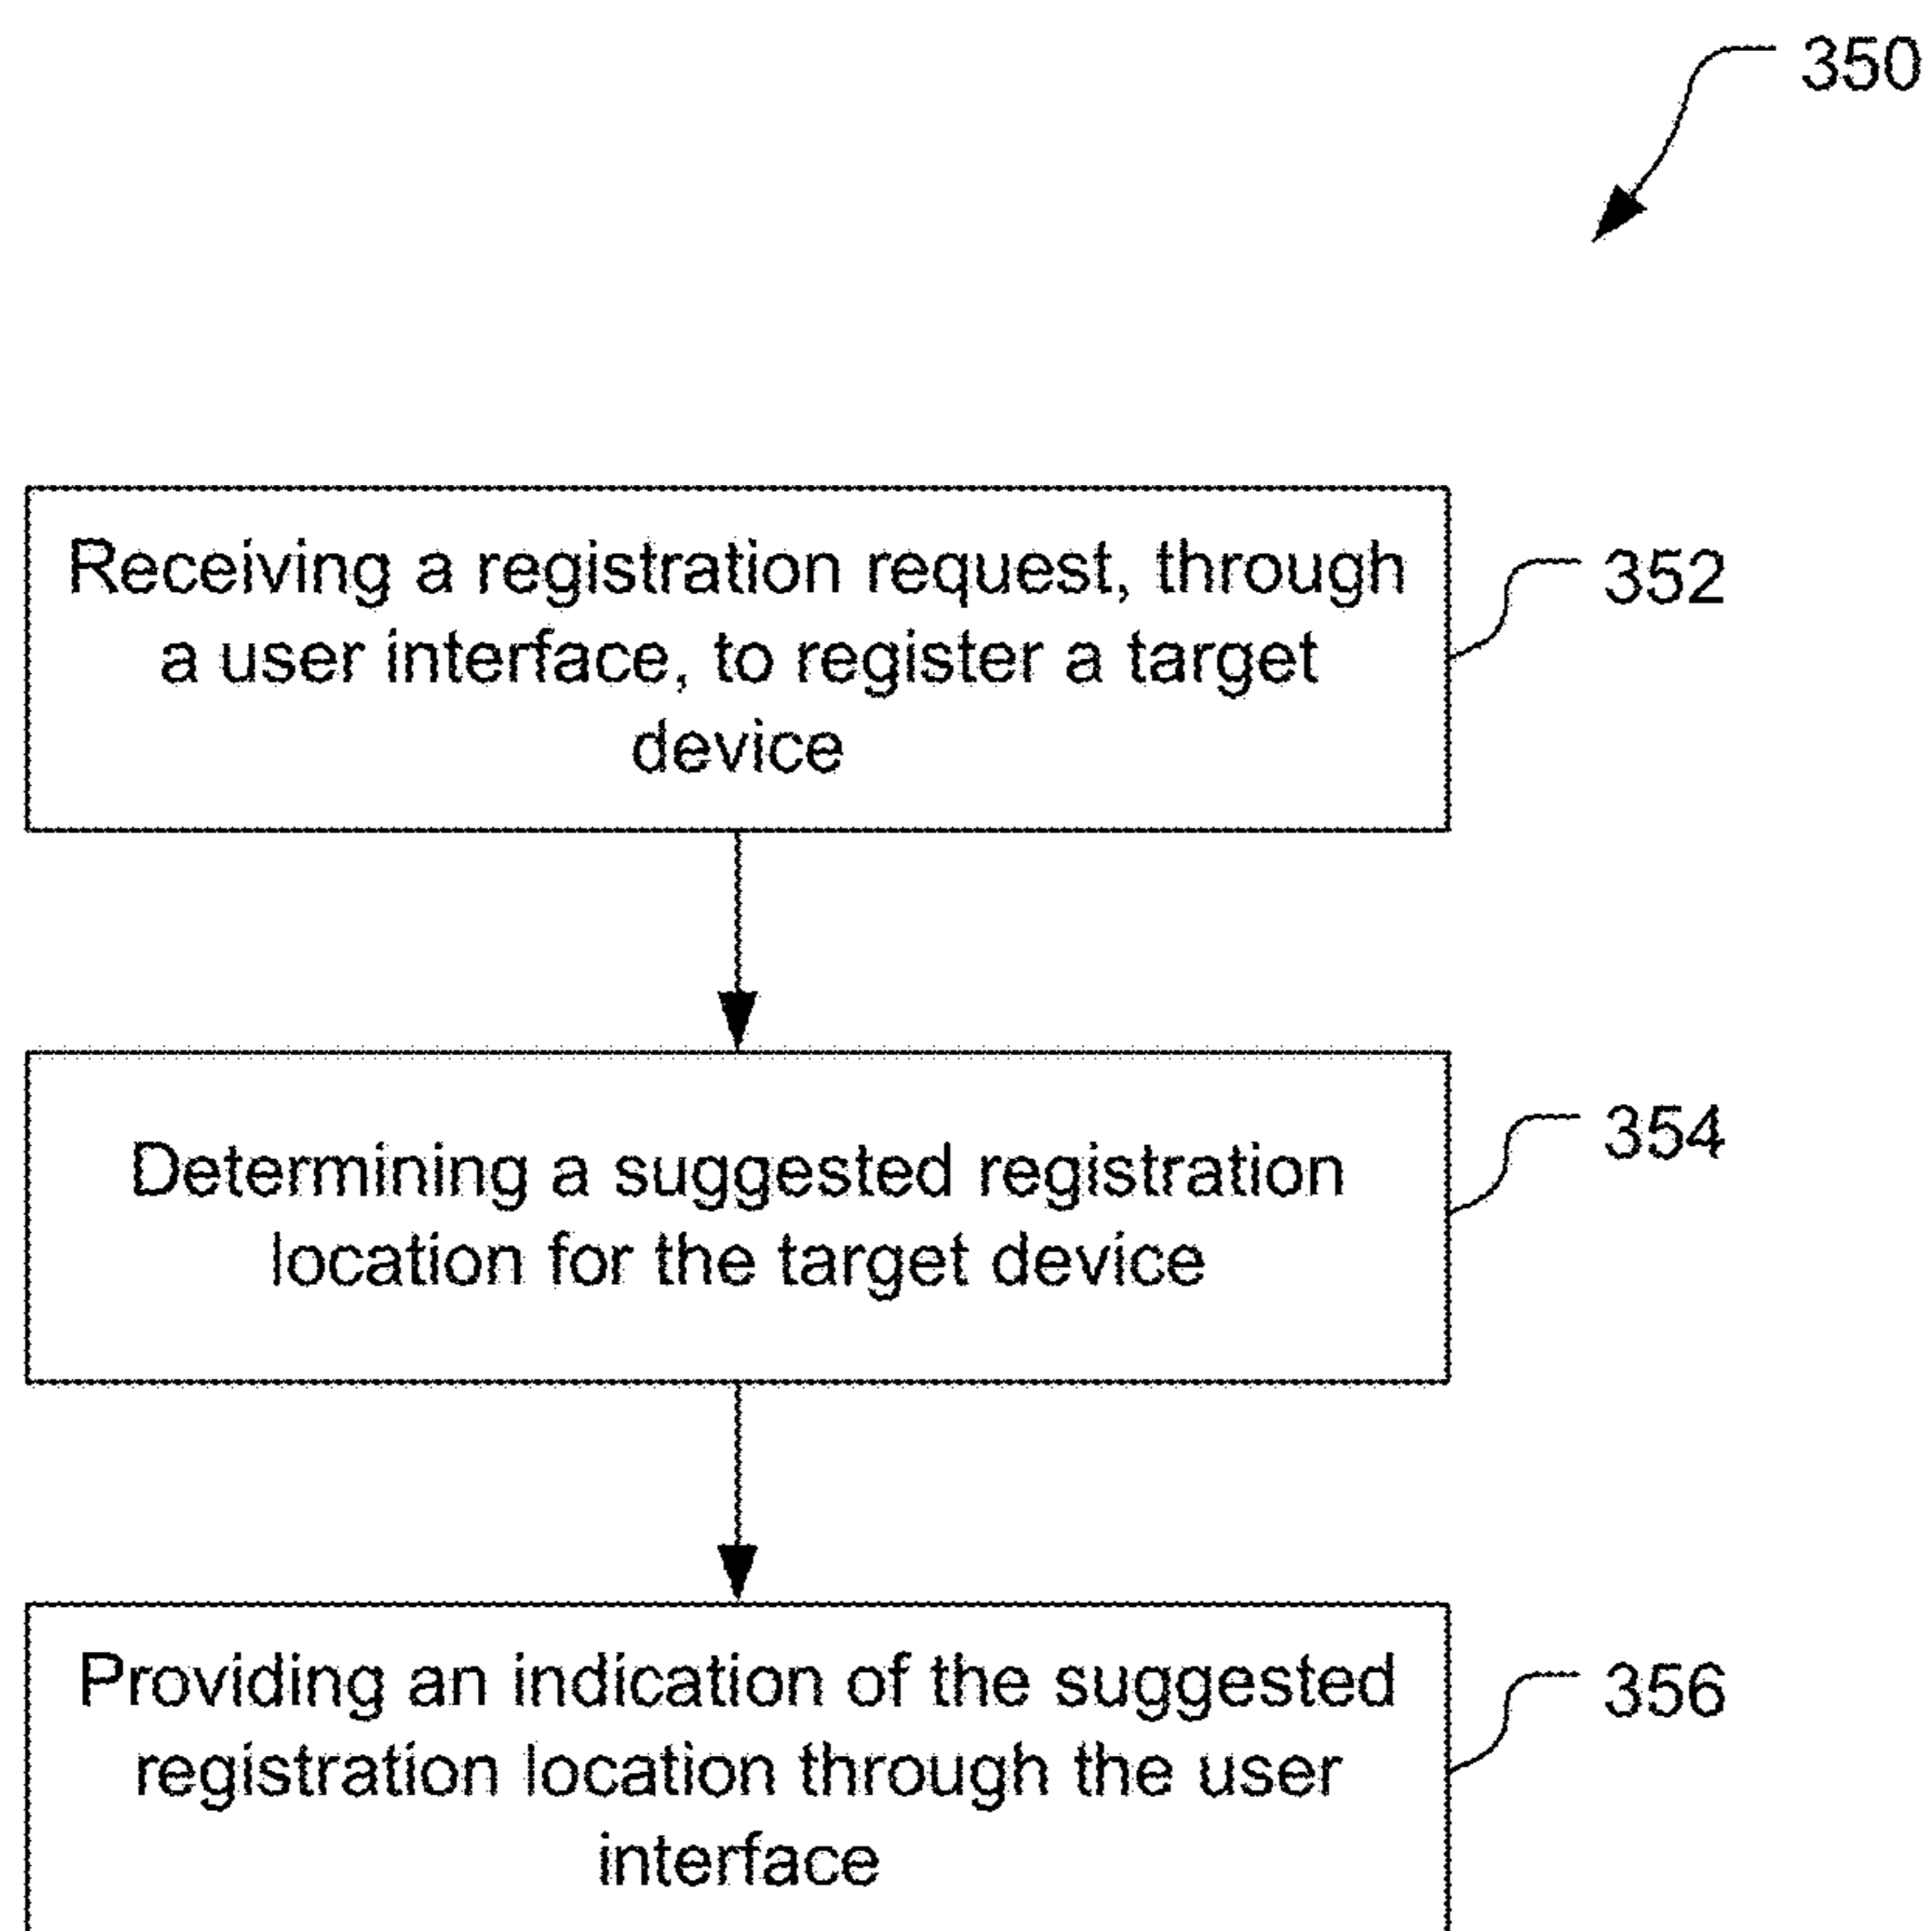 350
Receiving a registration request, through
a user interface, to register a target
device
352
Determining a suggested registration
location for the target device
354
Providing an indication of the suggested
registration location through the user
interface
356